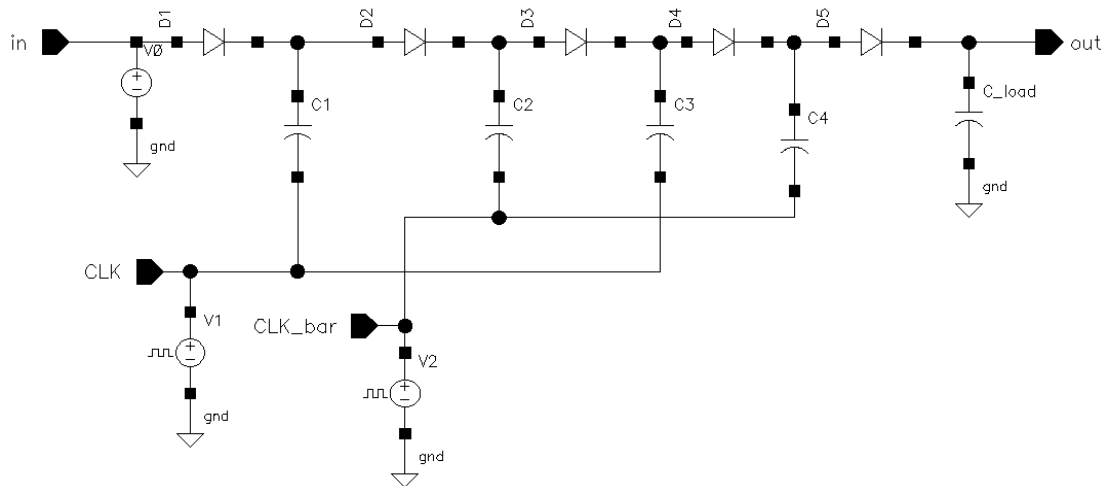 D1
D2
D3
D4
D5
in
VØ
out
C1
C2
C3
C4
C_load
gnd
gnd
CLK
V1
CLK_bar
V2
gnd
gnd